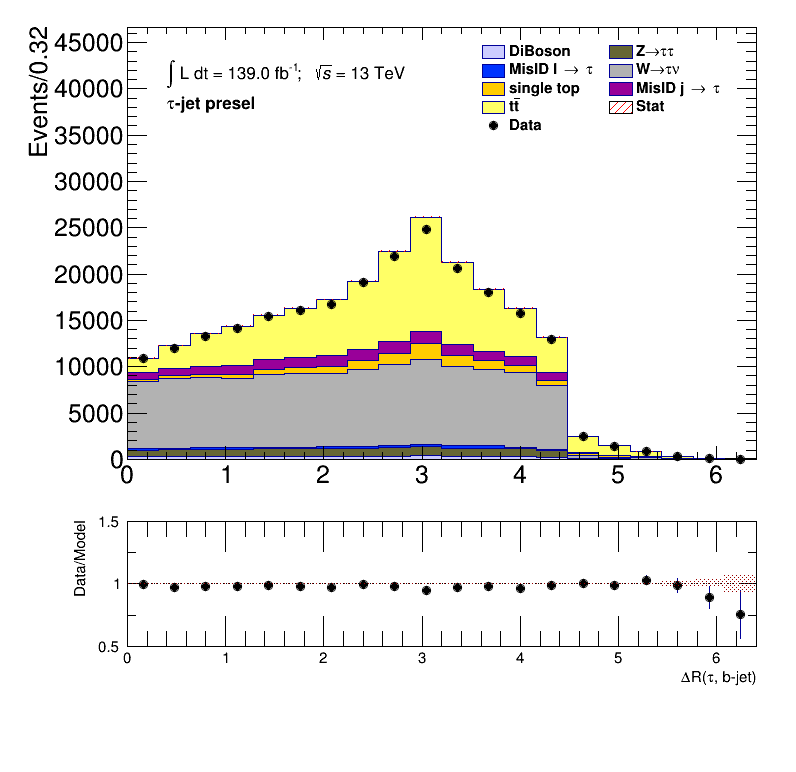 45000
40000
35000
30000
25000
20000
15000
10000
5000
0
Events/0.32
∫ L dt = 139.0 fb⁻¹; √s = 13 TeV
τ-jet presel
DiBoson
Z→ττ
MisID l → τ
W→τν
single top
MisID j → τ
tt̄
Stat
Data
0 1 2 3 4 5 6
Data/Model
1.5
1
0.5
0 1 2 3 4 5 6
ΔR(τ, b-jet)